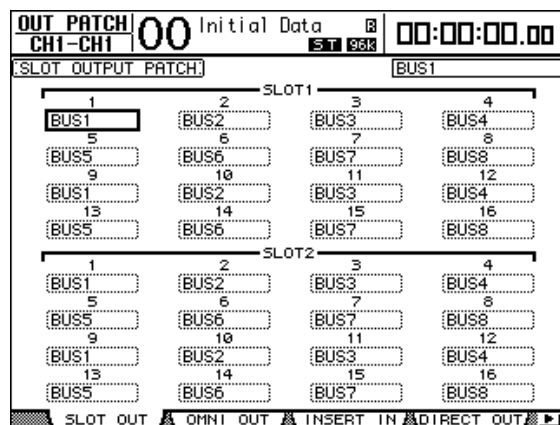 OUT PATCH 00 Initial Data R 00:00:00.00
CH1-CH1 ST 96k
SLOT OUTPUT PATCH BUS1
SLOT1
1 2 3 4
BUS1 BUS2 BUS3 BUS4
5 6 7 8
BUS5 BUS6 BUS7 BUS8
9 10 11 12
BUS1 BUS2 BUS3 BUS4
13 14 15 16
BUS5 BUS6 BUS7 BUS8
SLOT2
1 2 3 4
BUS1 BUS2 BUS3 BUS4
5 6 7 8
BUS5 BUS6 BUS7 BUS8
9 10 11 12
BUS1 BUS2 BUS3 BUS4
13 14 15 16
BUS5 BUS6 BUS7 BUS8
SLOT OUT OMNI OUT INSERT IN DIRECT OUT